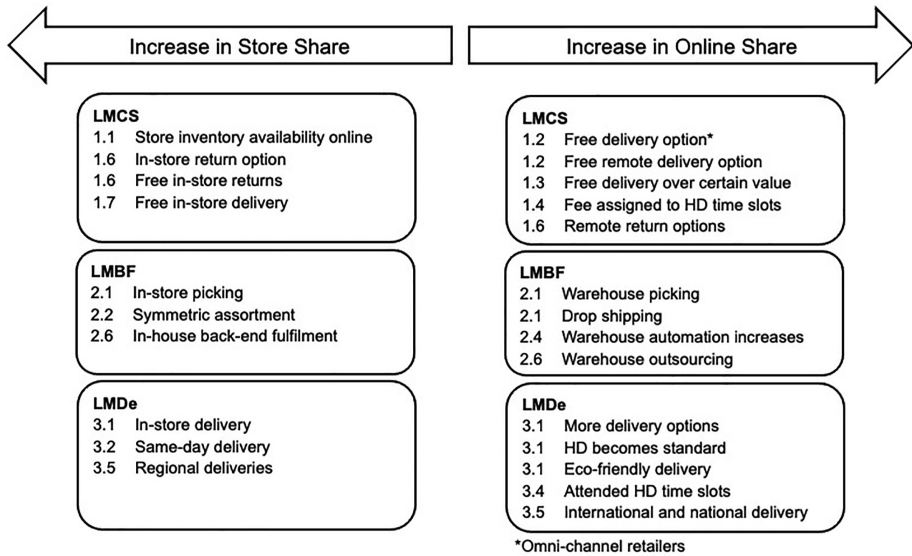 Increase in Store Share
Increase in Online Share
LMCS
1.1 Store inventory availability online
1.6 In-store return option
1.6 Free in-store returns
1.7 Free in-store delivery
LMBF
2.1 In-store picking
2.2 Symmetric assortment
2.6 In-house back-end fulfilment
LMDe
3.1 In-store delivery
3.2 Same-day delivery
3.5 Regional deliveries
LMCS
1.2 Free delivery option*
1.2 Free remote delivery option
1.3 Free delivery over certain value
1.4 Fee assigned to HD time slots
1.6 Remote return options
LMBF
2.1 Warehouse picking
2.1 Drop shipping
2.4 Warehouse automation increases
2.6 Warehouse outsourcing
LMDe
3.1 More delivery options
3.1 HD becomes standard
3.1 Eco-friendly delivery
3.4 Attended HD time slots
3.5 International and national delivery
*Omni-channel retailers